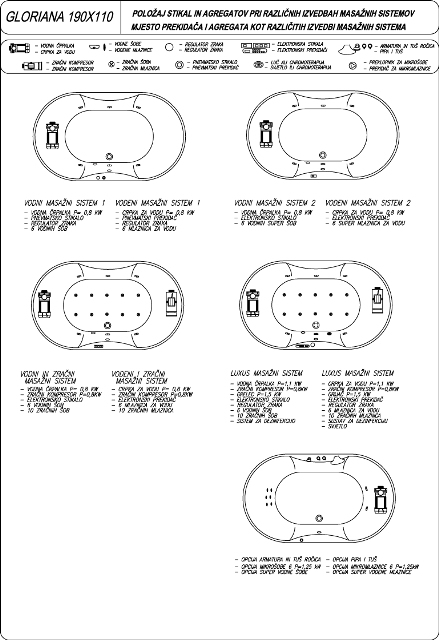 GLORIANA 190X110
POLOŽAJ STIKAL IN AGREGATOV PRI RAZLIČNIH IZVEDBAH MASAŽNIH SISTEMOV
MJESTO PREKIDAČA I AGREGATA KOT RAZLIČITIH IZVEDBI MASAŽNIH SISTEMA
- VODNA ČRPALKA
- CRPKA ZA VODU
- VODNE ŠOBE
- VODENE MLAZNICE
- REGULATOR ZRAKA
- REGULATOR ZRAKA
- ELEKTRONSKA STIKALA
- ELEKTRONSKI PREKIDAČ
- ARMATURA IN TUŠ ROČICA
- PIPA I TUŠ
- ZRAČNI KOMPRESOR
- ZRAČNI KOMPRESOR
- ZRAČNA ŠOBA
- ZRAČNA MLAZNICA
- PNEVMATSKO STIKALO
- PNEUMATSKI PREKIDAČ
- LUČ ALI CHROMOTERAPIJA
- SVJETLO ILI CHROMOTERAPIJA
- PREKLOPNIK ZA MIKROŠOBE
- PREKIDAČ ZA MIKROMLAZNICE
VODNI MASAŽNI SISTEM 1
- VODNA ČRPALKA P= 0,8 KW
- PNEVMATSKO STIKALO
- REGULATOR ZRAKA
- 6 VODNIH ŠOB
VODENI MASAŽNI SISTEM 1
- CRPKA ZA VODU P= 0,8 KW
- PNEUMATSKI PREKIDAČ
- REGULATOR ZRAKA
- 6 MLAZNICA ZA VODU
VODNI MASAŽNI SISTEM 2
- VODNA ČRPALKA P= 0,8 KW
- ELEKTRONSKO STIKALO
- 6 VODNIH SUPER ŠOB
VODENI MASAŽNI SISTEM 2
- CRPKA ZA VODU P= 0,8 KW
- ELEKTRONSKI PREKIDAČ
- 6 SUPER MLAZNICA ZA VODU
VODNI IN ZRAČNI
MASAŽNI SISTEM
- VODNA ČRPALKA P= 0,8 KW
- ZRAČNI KOMPRESOR P=0,8KW
- ELEKTRONSKO STIKALO
- 6 VODNIH ŠOB
- 10 ZRAČNIH ŠOB
VODENI I ZRAČNI
MASAŽNI SISTEM
- CRPKA ZA VODU P= 0,8 KW
- ZRAČNI KOMPRESOR P=0,8KW
- ELEKTRONSKI PREKIDAČ
- 6 MLAZNICA ZA VODU
- 10 ZRAČNIH MLAZNICA
LUXUS MASAŽNI SISTEM
- VODNA ČRPALKA P=1,1 KW
- ZRAČNI KOMPRESOR P=0,8KW
- GRELEC P=1,5 KW
- ELEKTRONSKO STIKALO
- REGULATOR ZRAKA
- 6 VODNIH ŠOB
- 10 ZRAČNIH ŠOB
- SISTEM ZA DEZINFEKCIJO
LUXUS MASAŽNI SISTEM
- CRPKA ZA VODU P=1,1 KW
- ZRAČNI KOMPRESOR P=0,8KW
- GRIJAČ P=1,5 KW
- ELEKTRONSKI PREKIDAČ
- REGULATOR ZRAKA
- 6 MLAZNICA ZA VODU
- 10 ZRAČNIH MLAZNICA
- SUSTAV ZA DEZINFEKCIJU
- SVJETLO
- OPCIJA ARMATURA IN TUŠ ROČICA
- OPCIJA MIKROŠOBE 6 P=1,25 KW
- OPCIJA SUPER VODNE ŠOBE
- OPCIJA PIPA I TUŠ
- OPCIJA MIKROMLAZNICE 6 P=1,25KW
- OPCIJA SUPER VODENE MLAZNICE